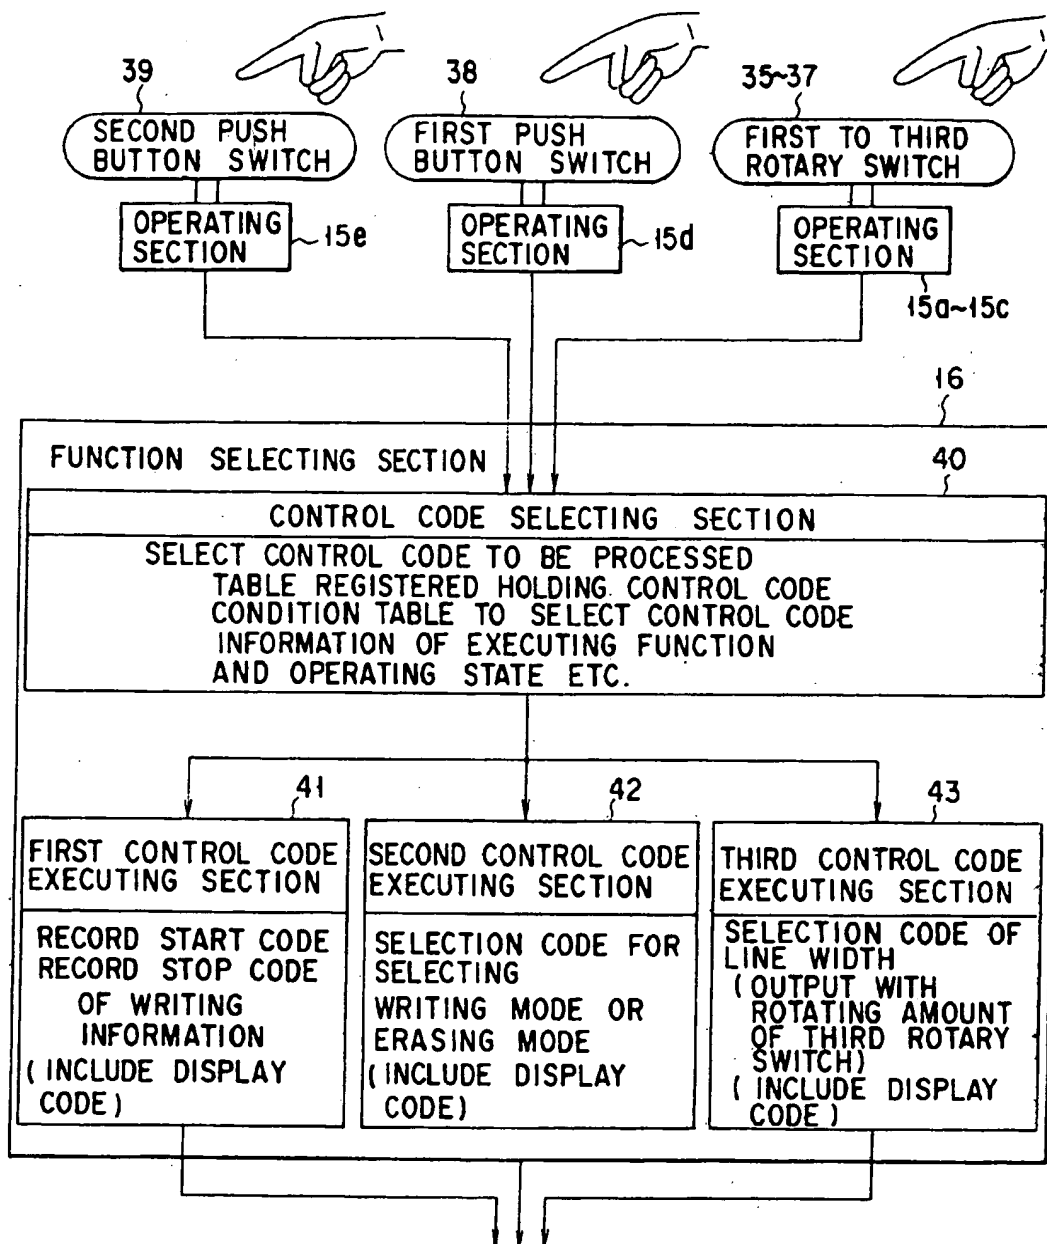 39
38
35~37
SECOND PUSH
BUTTON SWITCH
FIRST PUSH
BUTTON SWITCH
FIRST TO THIRD
ROTARY SWITCH
OPERATING
SECTION
15e
OPERATING
SECTION
15d
OPERATING
SECTION
15a~15c
16
FUNCTION SELECTING SECTION
40
CONTROL CODE SELECTING SECTION
SELECT CONTROL CODE TO BE PROCESSED
TABLE REGISTERED HOLDING CONTROL CODE
CONDITION TABLE TO SELECT CONTROL CODE
INFORMATION OF EXECUTING FUNCTION
AND OPERATING STATE ETC.
41
FIRST CONTROL CODE
EXECUTING SECTION
RECORD START CODE
RECORD STOP CODE
OF WRITING
INFORMATION
(INCLUDE DISPLAY
CODE)
42
SECOND CONTROL CODE
EXECUTING SECTION
SELECTION CODE FOR
SELECTING
WRITING MODE OR
ERASING MODE
(INCLUDE DISPLAY
CODE)
43
THIRD CONTROL CODE
EXECUTING SECTION
SELECTION CODE OF
LINE WIDTH
(OUTPUT WITH
ROTATING AMOUNT
OF THIRD ROTARY
SWITCH)
(INCLUDE DISPLAY
CODE)